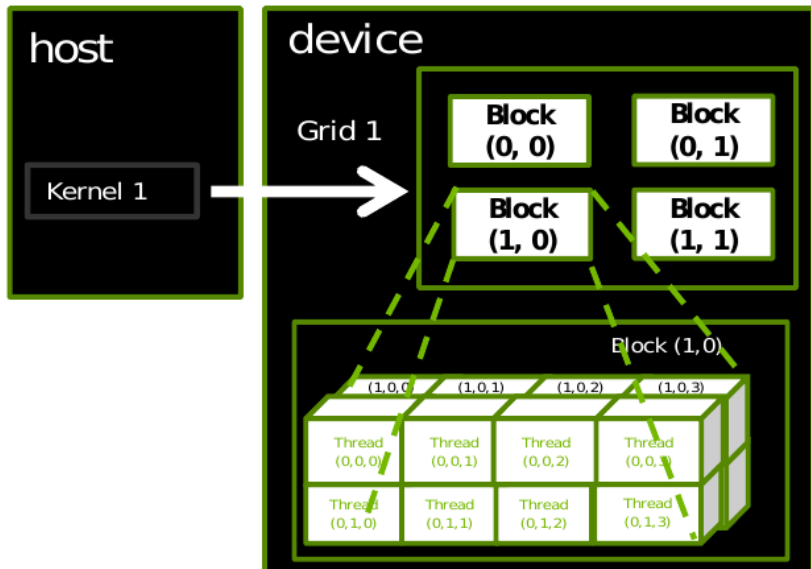 host
device
Grid 1
Kernel 1
Block
(0, 0)
Block
(0, 1)
Block
(1, 0)
Block
(1, 1)
Block (1,0)
(1,0,0)
(1,0,1)
(1,0,2)
(1,0,3)
Thread
(0,0,0)
Thread
(0,0,1)
Thread
(0,0,2)
Thread
(0,0,3)
Thread
(0,1,0)
Thread
(0,1,1)
Thread
(0,1,2)
Thread
(0,1,3)